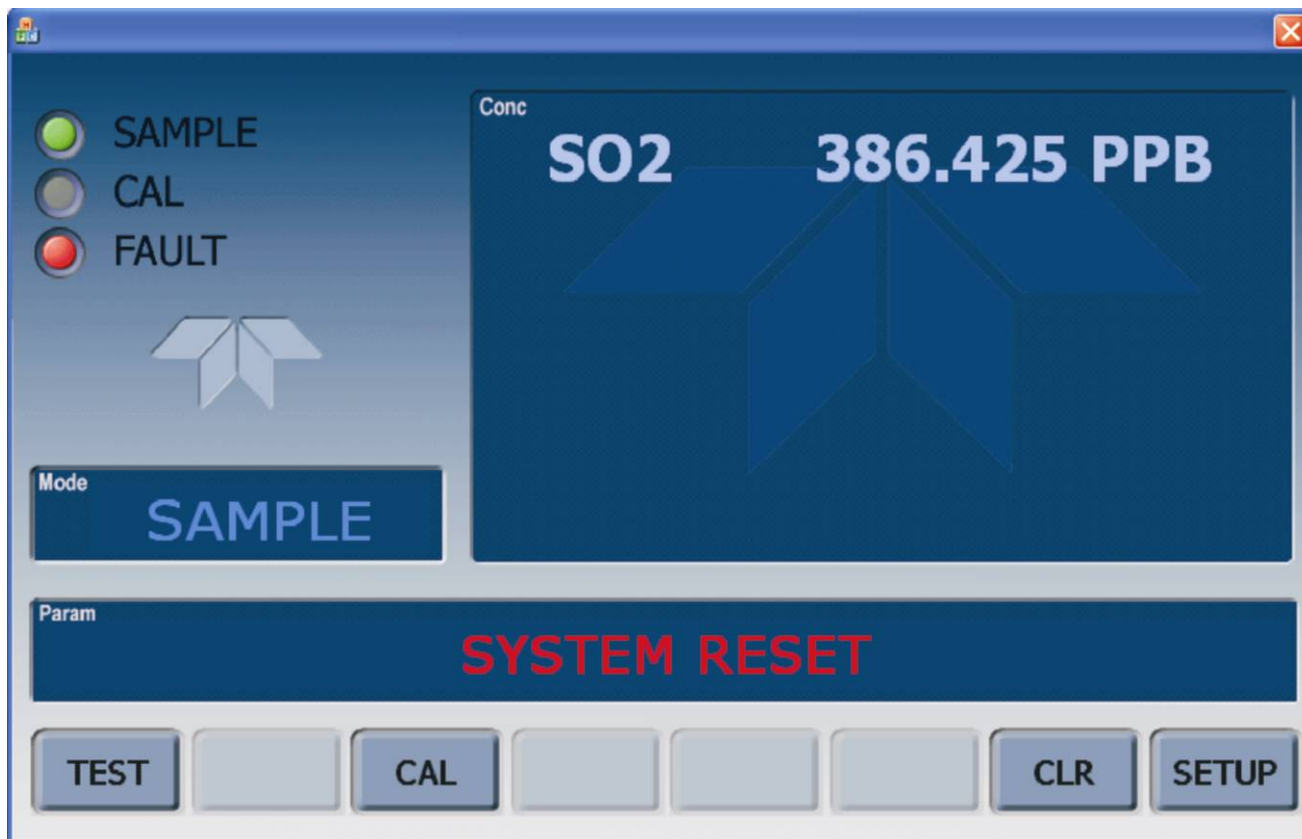 SAMPLE
CAL
FAULT
Conc
SO2 386.425 PPB
Mode
SAMPLE
Param
SYSTEM RESET
TEST CAL CLR SETUP